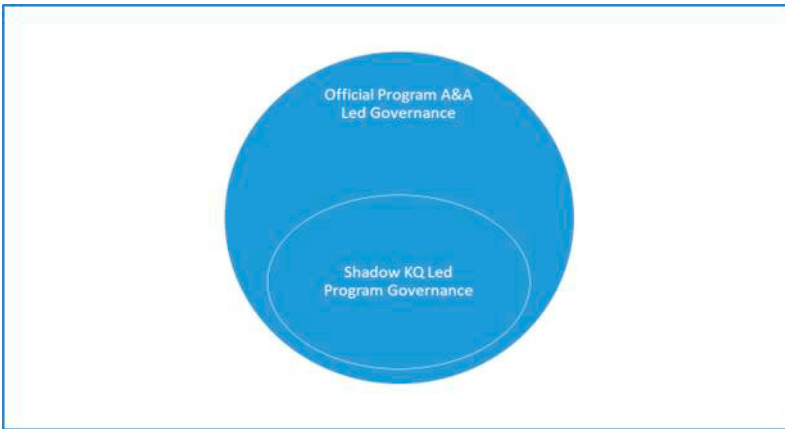 Official Program A&A
Led Governance
Shadow KQ Led
Program Governance